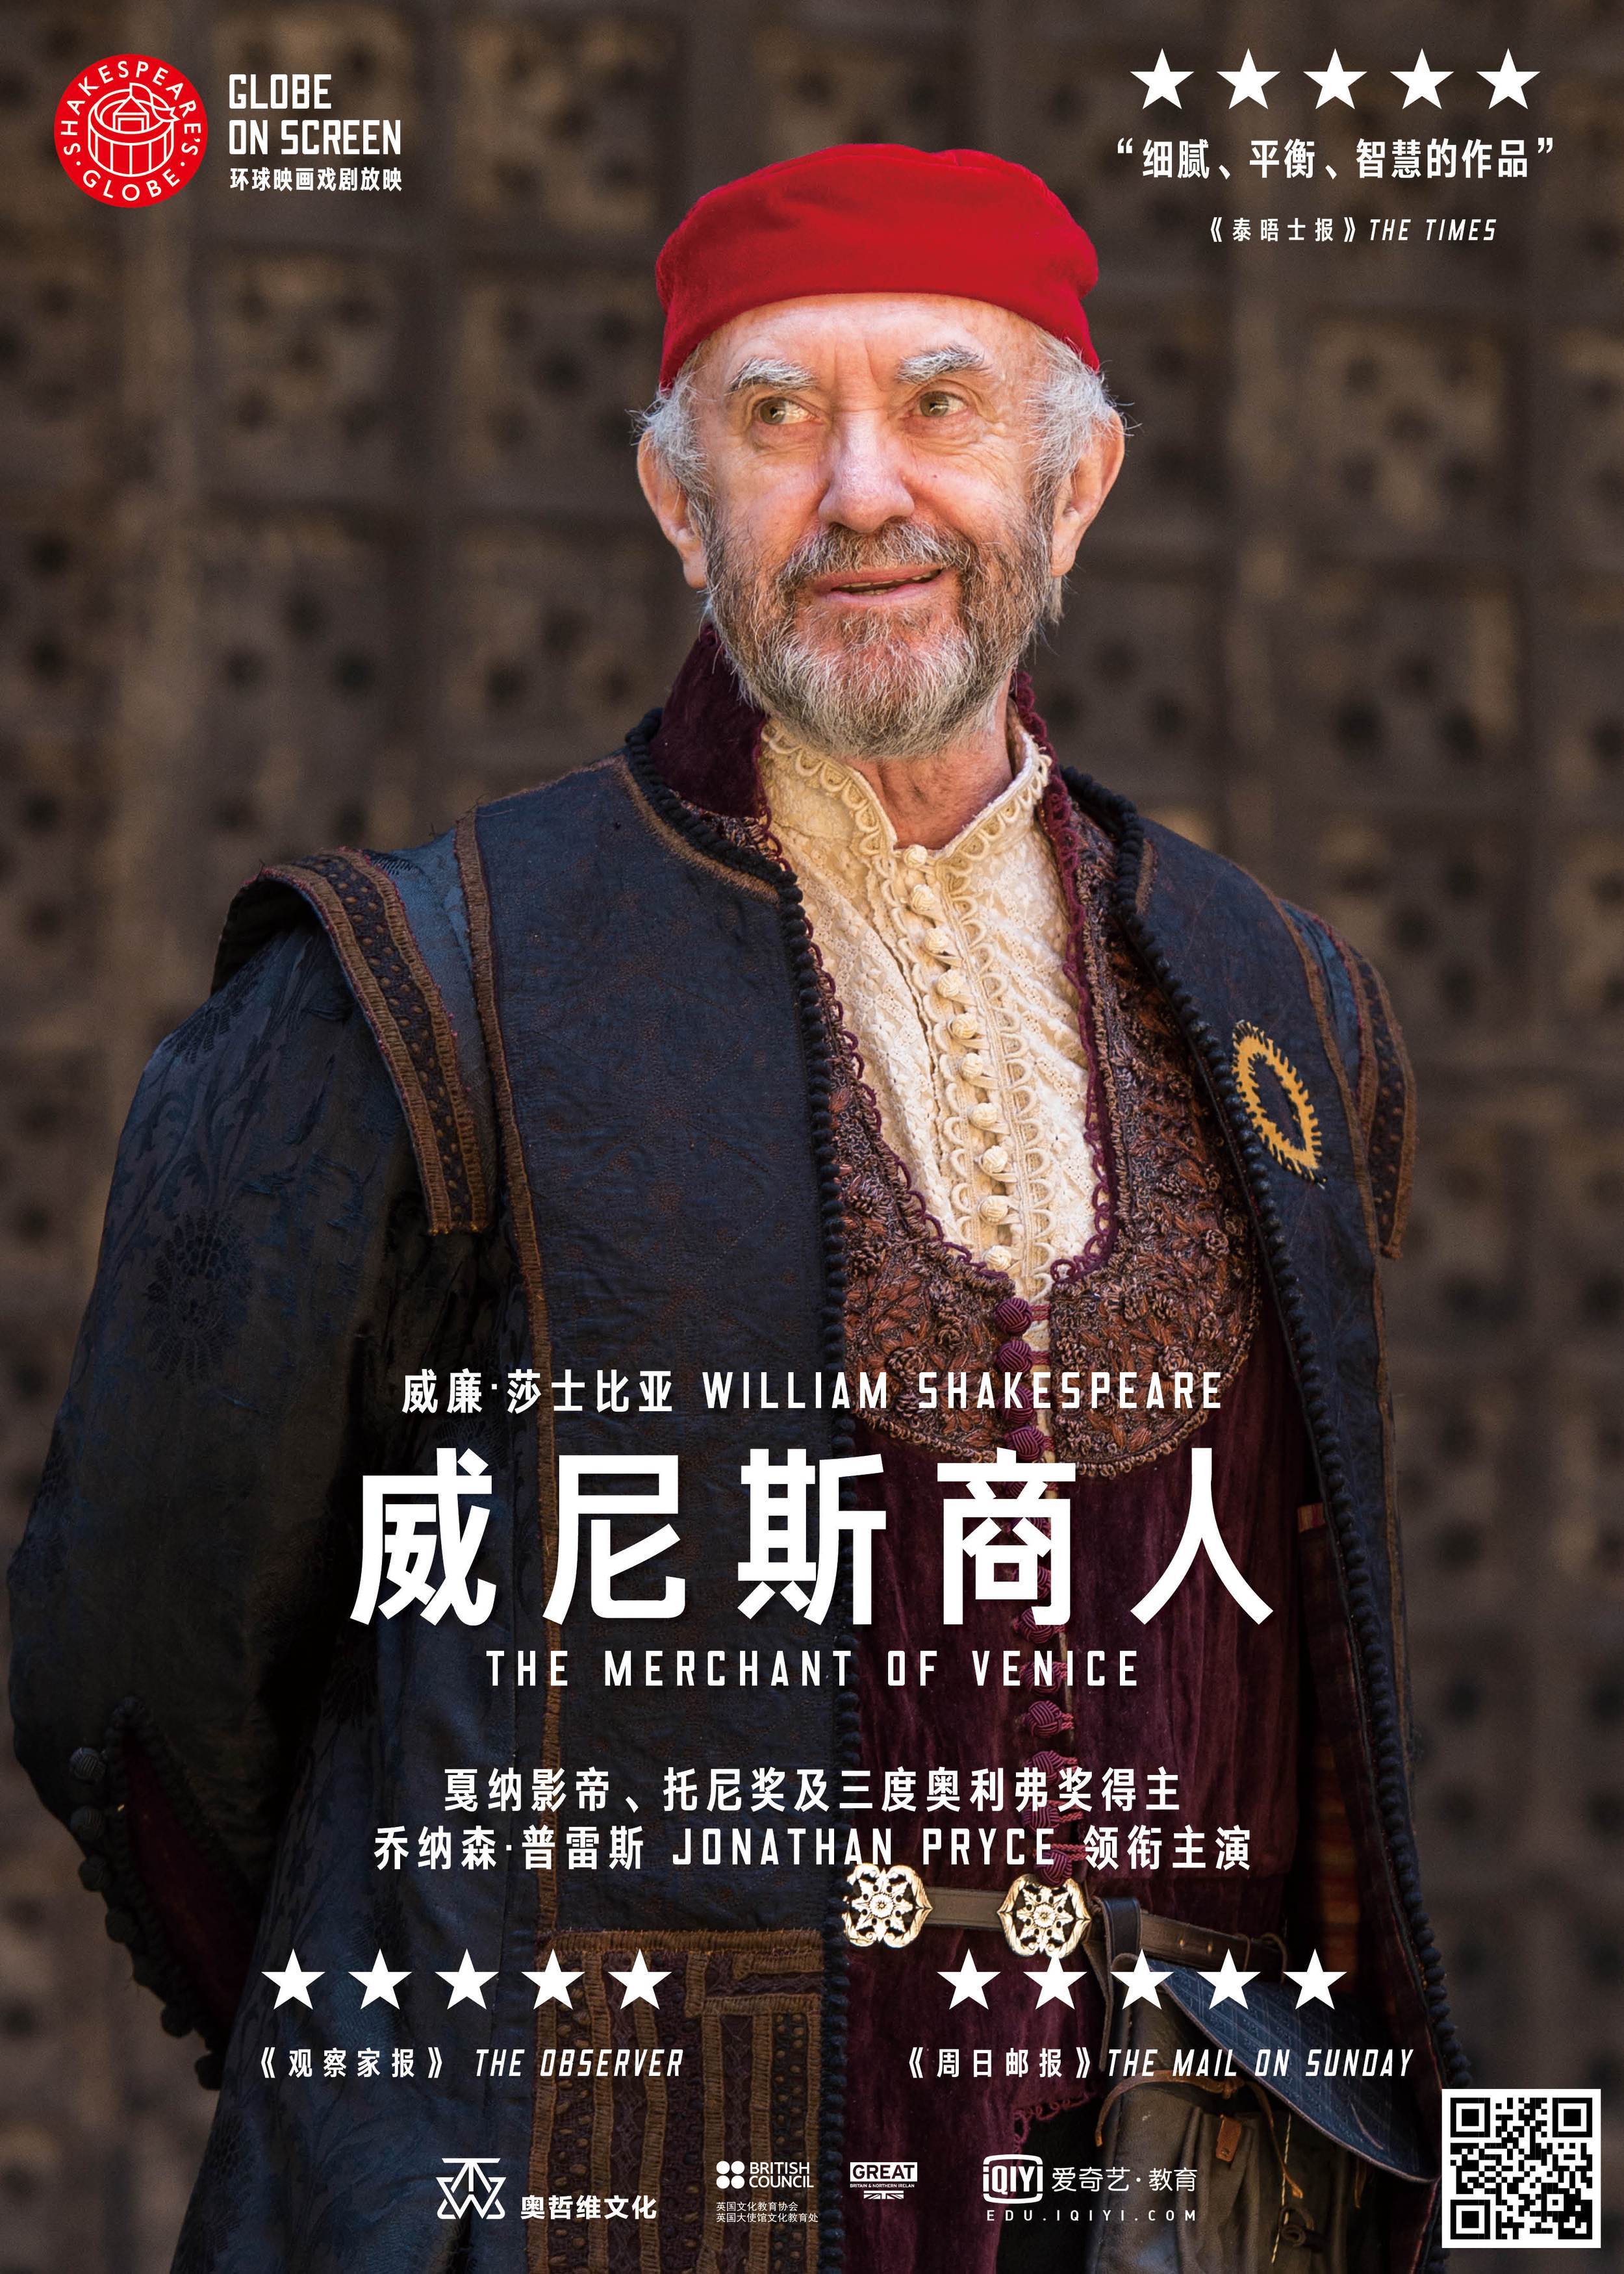 SHAKESPEARE'S GLOBE
GLOBE
ON SCREEN
环球映画戏剧放映
“细腻、平衡、智慧的作品”
《泰晤士报》THE TIMES
威廉·莎士比亚 WILLIAM SHAKESPEARE
威尼斯商人
THE MERCHANT OF VENICE
戛纳影帝、托尼奖及三度奥利弗奖得主
乔纳森·普雷斯 JONATHAN PRYCE 领衔主演
《观察家报》 THE OBSERVER
《周日邮报》THE MAIL ON SUNDAY
奥哲维文化
BRITISH
COUNCIL
英国文化教育协会
英国大使馆文化教育处
GREAT
BRITAIN & NORTHERN IRELAN
iQIYI 爱奇艺·教育
EDU.IQIYI.COM